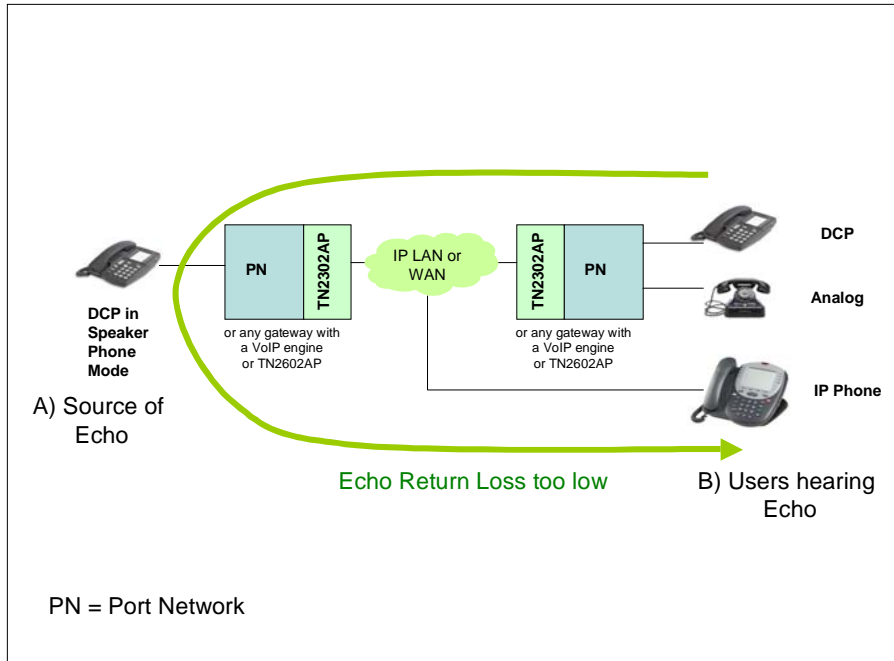 DCP
Analog
IP Phone
PN
TN2302AP
IP LAN or
WAN
TN2302AP
PN
or any gateway with
a VoIP engine
or TN2602AP
or any gateway with
a VoIP engine
or TN2602AP
DCP in
Speaker
Phone
Mode
A) Source of
Echo
Echo Return Loss too low
B) Users hearing
Echo
PN = Port Network